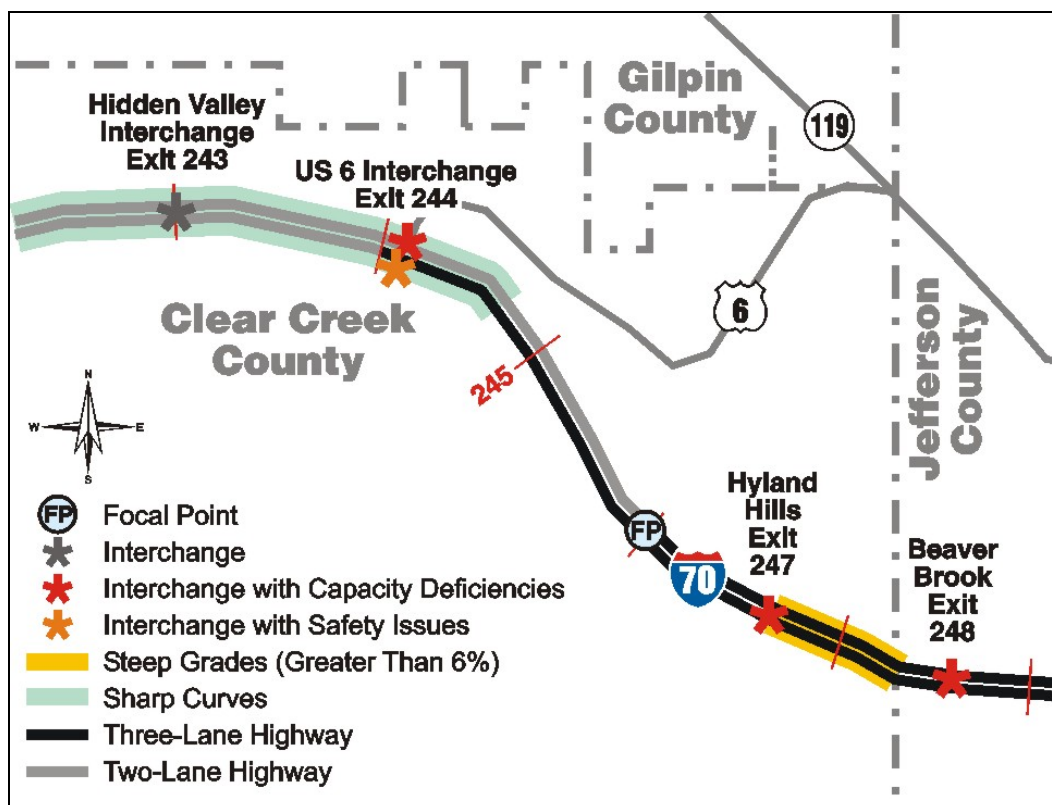 Gilpin
County
119
Hidden Valley
Interchange
Exit 243
US 6 Interchange
Exit 244
6
Clear Creek
County
Jefferson
County
245
N
W
E
S
FP
Hyland
Hills
Exit
247
70
Beaver
Brook
Exit
248
FP Focal Point
Interchange
Interchange with Capacity Deficiencies
Interchange with Safety Issues
Steep Grades (Greater Than 6%)
Sharp Curves
Three-Lane Highway
Two-Lane Highway